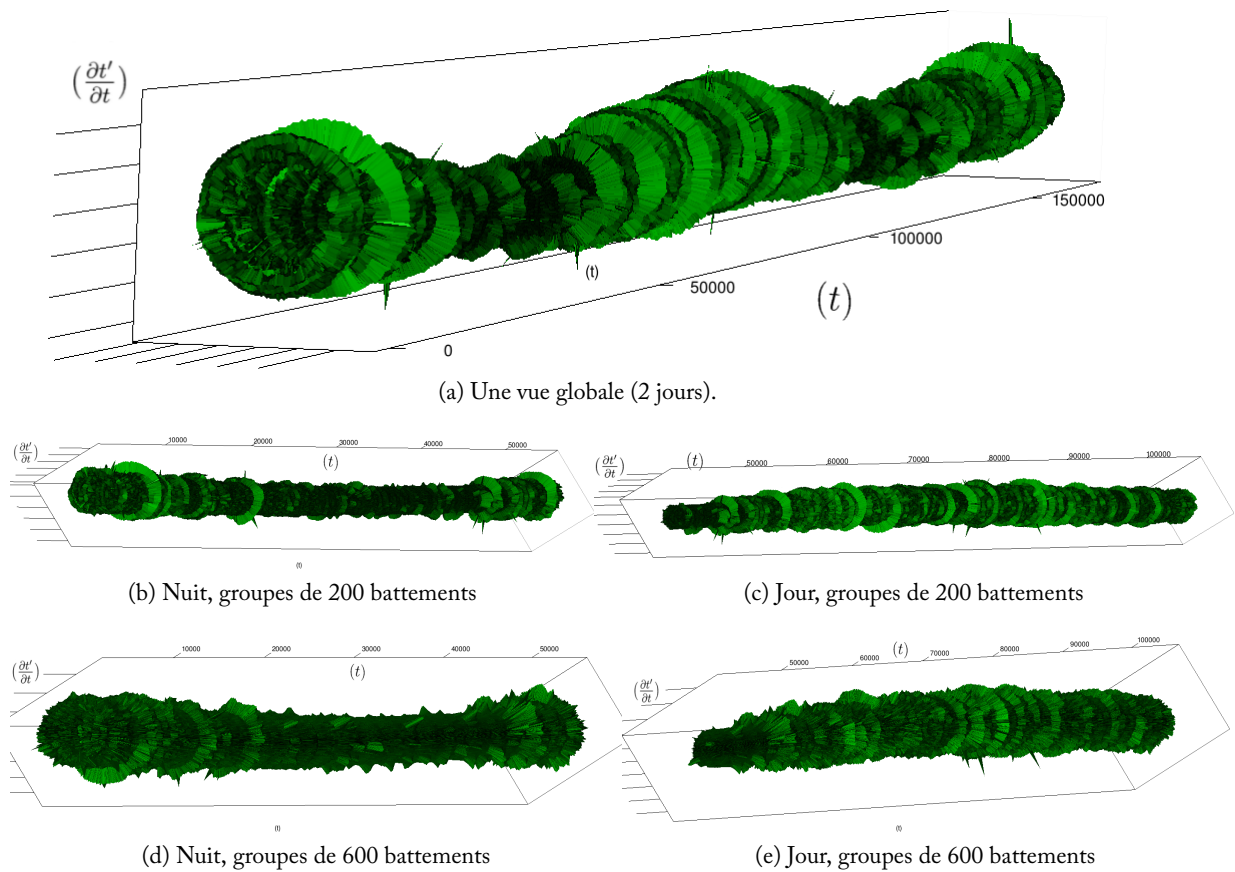 (∂t′/∂t)
0
50000
100000
150000
(t)
(t)
(a) Une vue globale (2 jours).
(∂t′/∂t)
10000 20000 30000 40000 50000
(t)
(t)
(b) Nuit, groupes de 200 battements
(∂t′/∂t)
(t)
50000 60000 70000 80000 90000 100000
(c) Jour, groupes de 200 battements
(∂t′/∂t)
10000 20000 30000 40000 50000
(t)
(t)
(d) Nuit, groupes de 600 battements
(∂t′/∂t)
50000 60000 70000 80000 90000 100000
(t)
(t)
(e) Jour, groupes de 600 battements